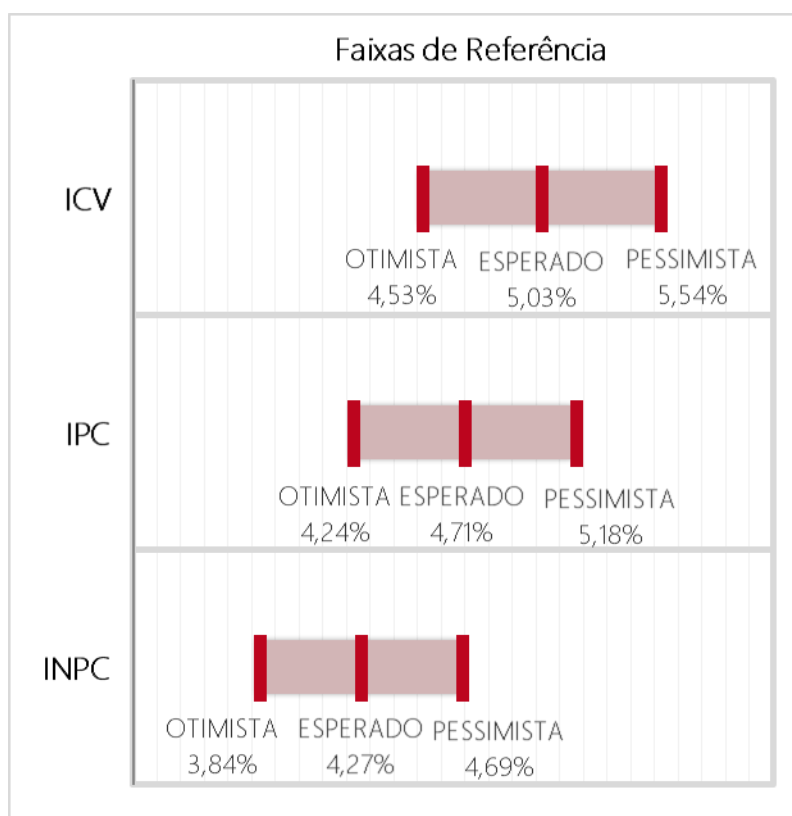 Faixas de Referência
ICV
OTIMISTA ESPERADO PESSIMISTA
4,53% 5,03% 5,54%
IPC
OTIMISTA ESPERADO PESSIMISTA
4,24% 4,71% 5,18%
INPC
OTIMISTA ESPERADO PESSIMISTA
3,84% 4,27% 4,69%